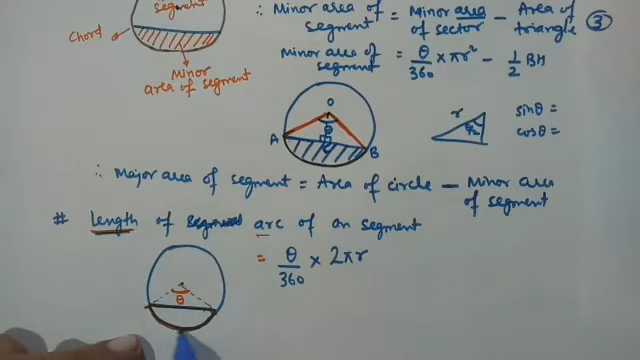 segment
Chord
Minor
area of segment
∴ Minor area of segment = Minor area of sector − Area of triangle ③
Minor area of segment = θ/360 × πr² − 1/2 BH
O
θ
A
B
r
θ/2
sinθ =
cosθ =
∴ Major area of segment = Area of circle − Minor area of segment
# Length of arc of an segment
= θ/360 × 2πr
θ